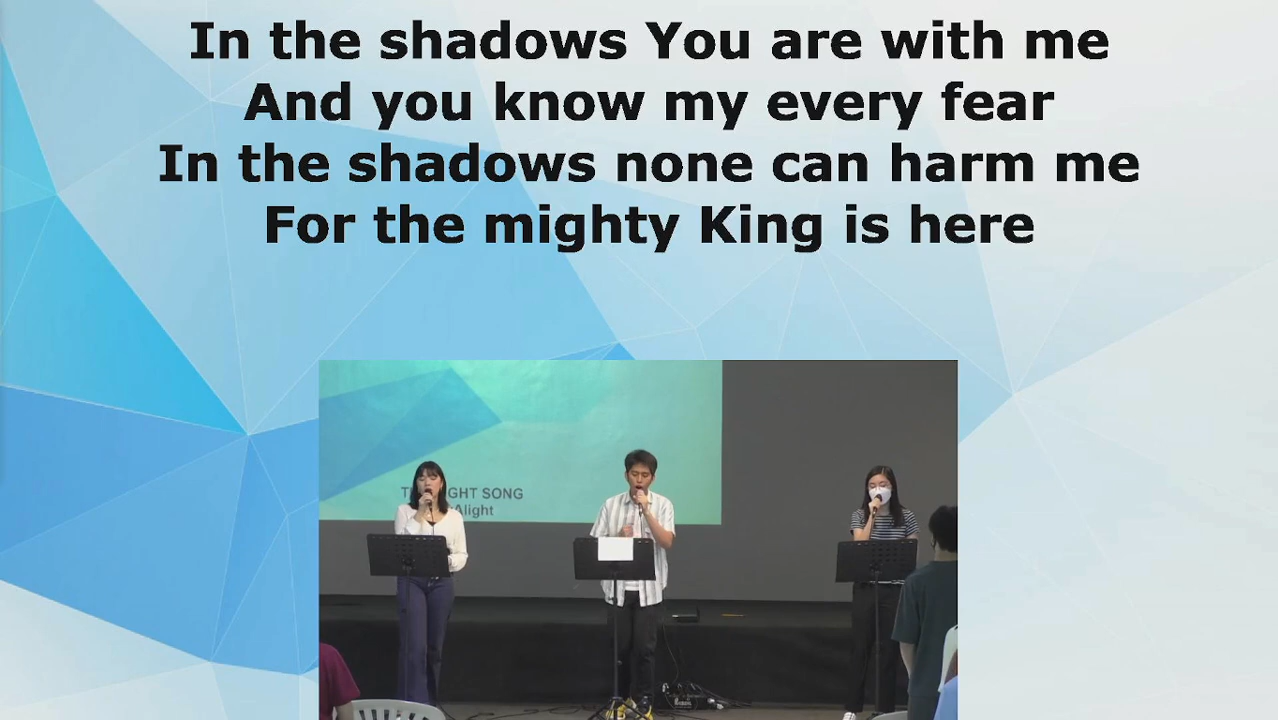 In the shadows You are with me
And you know my every fear
In the shadows none can harm me
For the mighty King is here
SONG